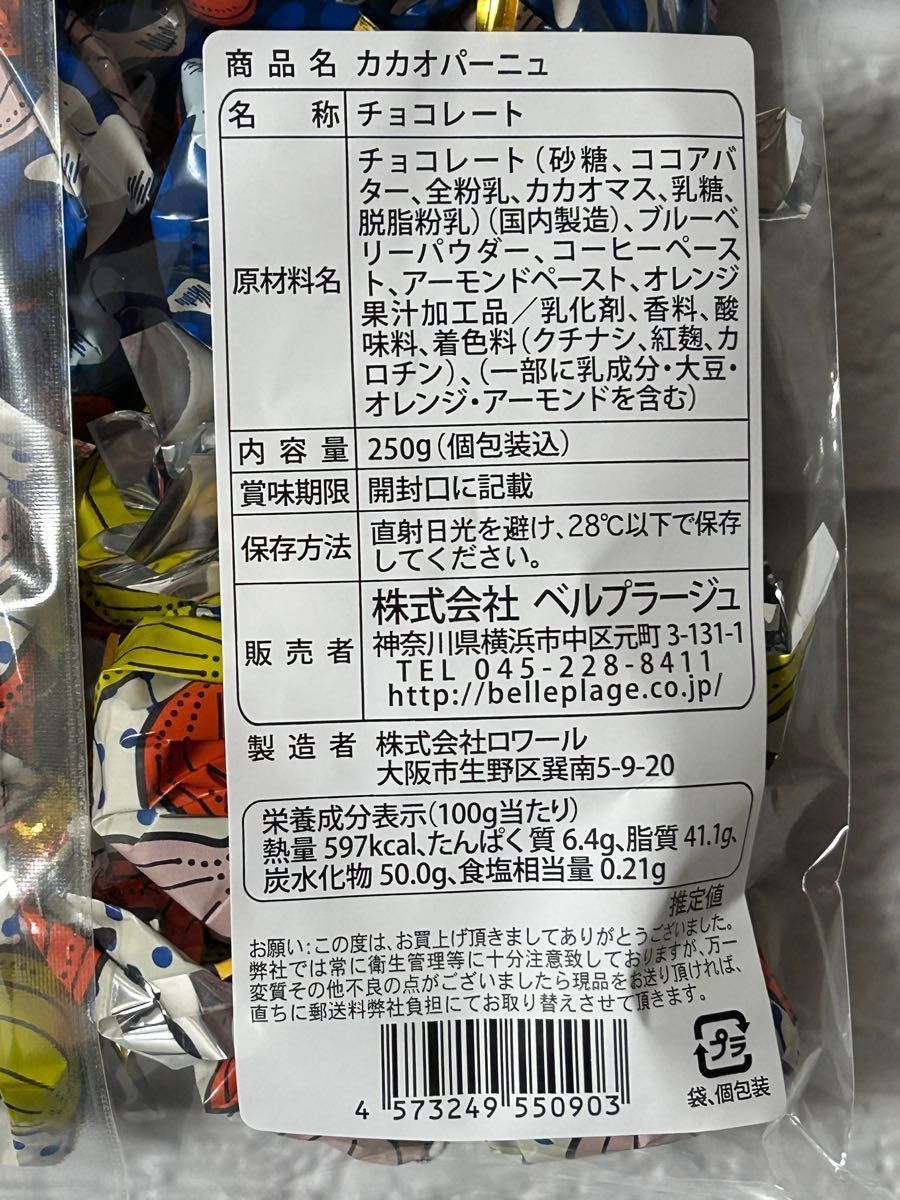 商品名 カカオパーニュ
名 称 チョコレート
原材料名 チョコレート（砂糖、ココアバ
ター、全粉乳、カカオマス、乳糖、
脱脂粉乳）（国内製造）、ブルーベ
リーパウダー、コーヒーペース
ト、アーモンドペースト、オレンジ
果汁加工品／乳化剤、香料、酸
味料、着色料（クチナシ、紅麹、カ
ロチン）、（一部に乳成分・大豆・
オレンジ・アーモンドを含む）
内容量 250g（個包装込）
賞味期限 開封口に記載
保存方法 直射日光を避け、28℃以下で保存
してください。
販売者 株式会社 ベルプラージュ
神奈川県横浜市中区元町 3-131-1
TEL 045-228-8411
http://belleplage.co.jp/
製造者 株式会社ロワール
大阪市生野区巽南5-9-20
栄養成分表示（100g当たり）
熱量 597kcal、たんぱく質 6.4g、脂質 41.1g、
炭水化物 50.0g、食塩相当量 0.21g
推定値
お願い：この度は、お買上げ頂きましてありがとうございました。
弊社では常に衛生管理等に十分注意致しておりますが、万一
変質その他不良の点がございましたら現品をお送り頂ければ、
直ちに郵送料弊社負担にてお取り替えさせて頂きます。
プラ
袋、個包装
4 573249 550903